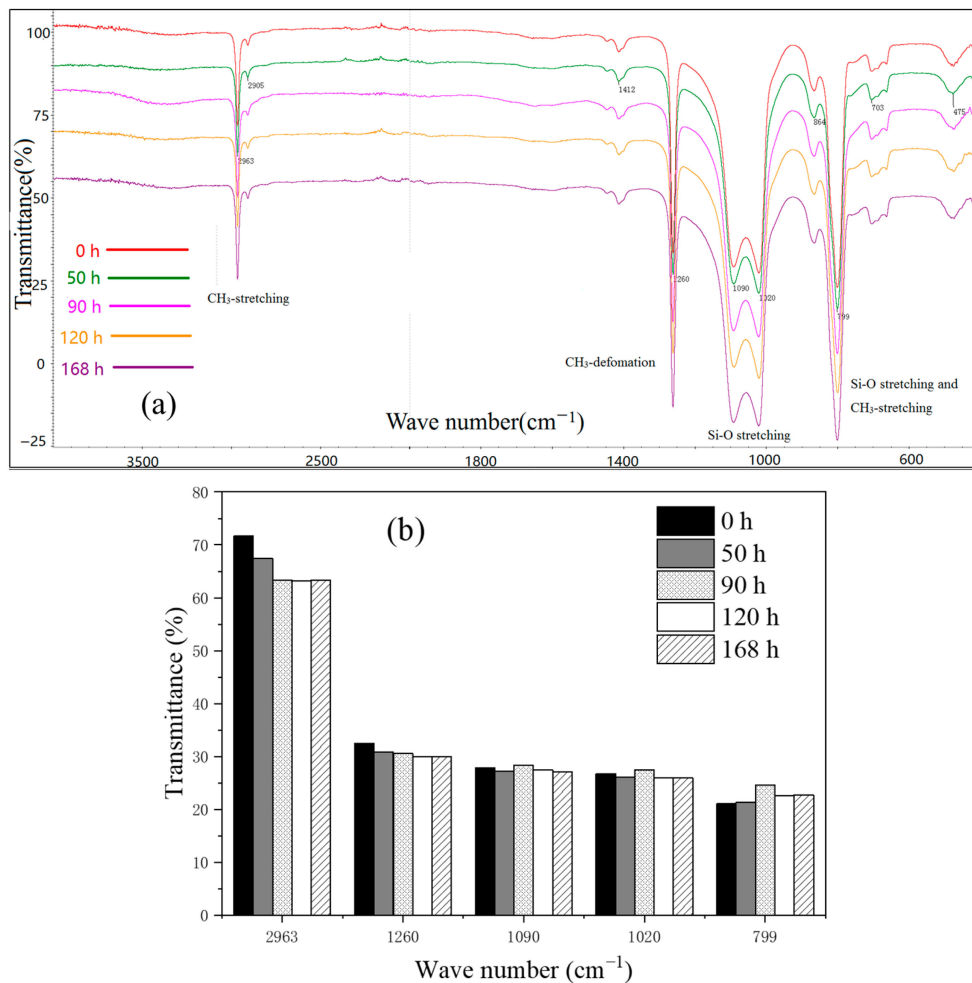 100
75
50
25
0
−25
Transmittance(%)
2905
2963
1412
1260
1090
1020
864
799
703
475
0 h
50 h
90 h
120 h
168 h
CH₃-stretching
CH₃-defomation
Si-O stretching
Si-O stretching and
CH₃-stretching
(a)
Wave number(cm⁻¹)
3500
2500
1800
1400
1000
600
(b)
80
70
60
50
40
30
20
10
0
Transmittance (%)
0 h
50 h
90 h
120 h
168 h
2963
1260
1090
1020
799
Wave number (cm⁻¹)